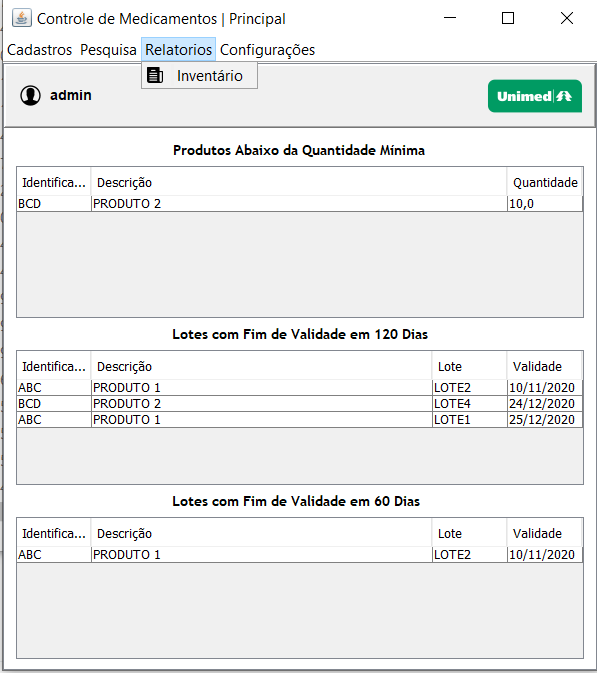 Controle de Medicamentos | Principal
Cadastros Pesquisa Relatorios Configurações
Inventário
admin
Unimed
Produtos Abaixo da Quantidade Mínima
Identifica... Descrição Quantidade
BCD PRODUTO 2 10,0
Lotes com Fim de Validade em 120 Dias
Identifica... Descrição Lote Validade
ABC PRODUTO 1 LOTE2 10/11/2020
BCD PRODUTO 2 LOTE4 24/12/2020
ABC PRODUTO 1 LOTE1 25/12/2020
Lotes com Fim de Validade em 60 Dias
Identifica... Descrição Lote Validade
ABC PRODUTO 1 LOTE2 10/11/2020